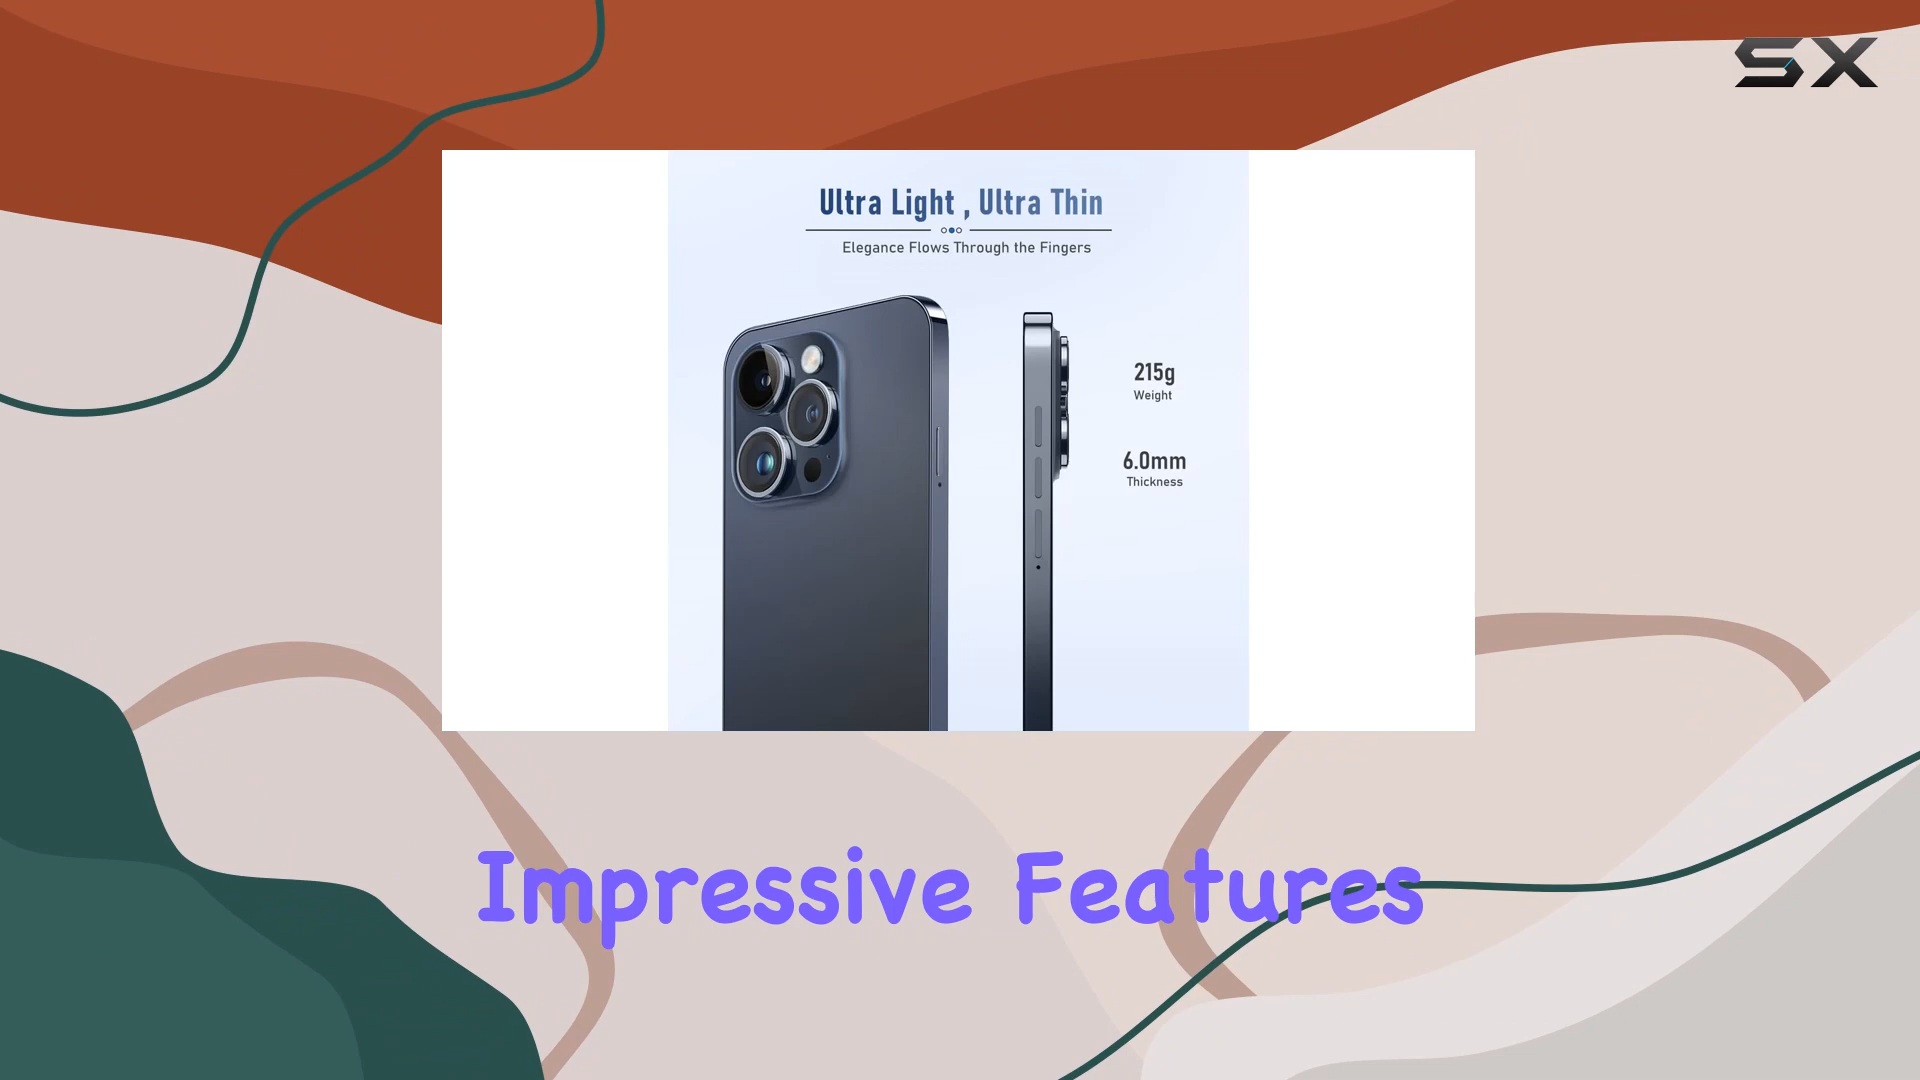 SX
Ultra Light , Ultra Thin
Elegance Flows Through the Fingers
215g
Weight
6.0mm
Thickness
Impressive Features